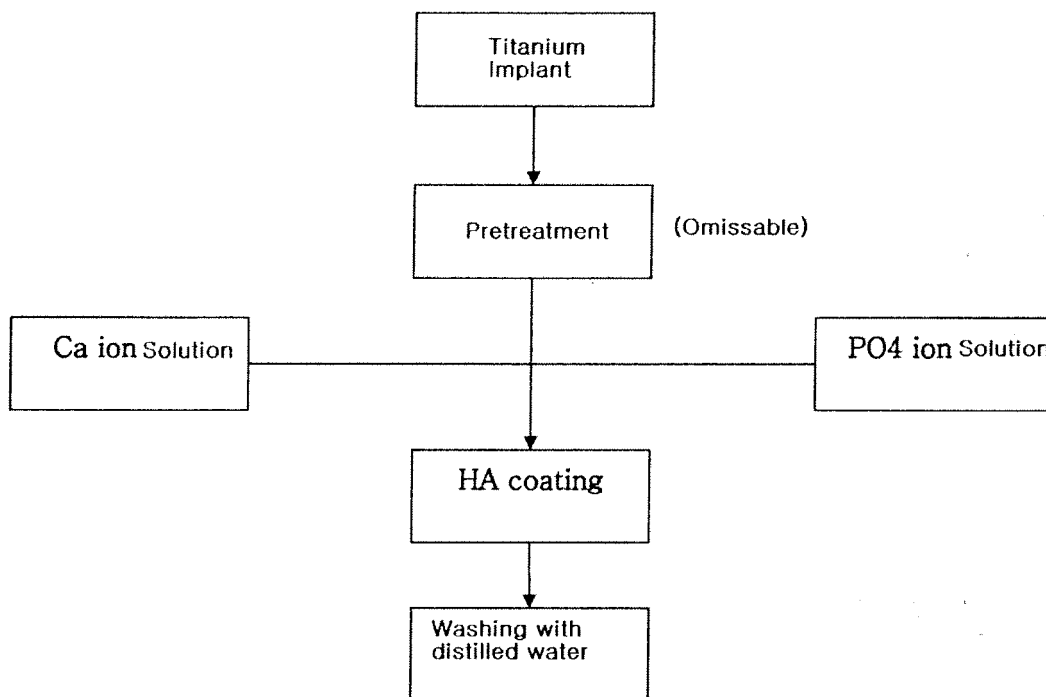 Titanium
Implant
Pretreatment
(Omissable)
Ca ion Solution
PO4 ion Solution
HA coating
Washing with
distilled water